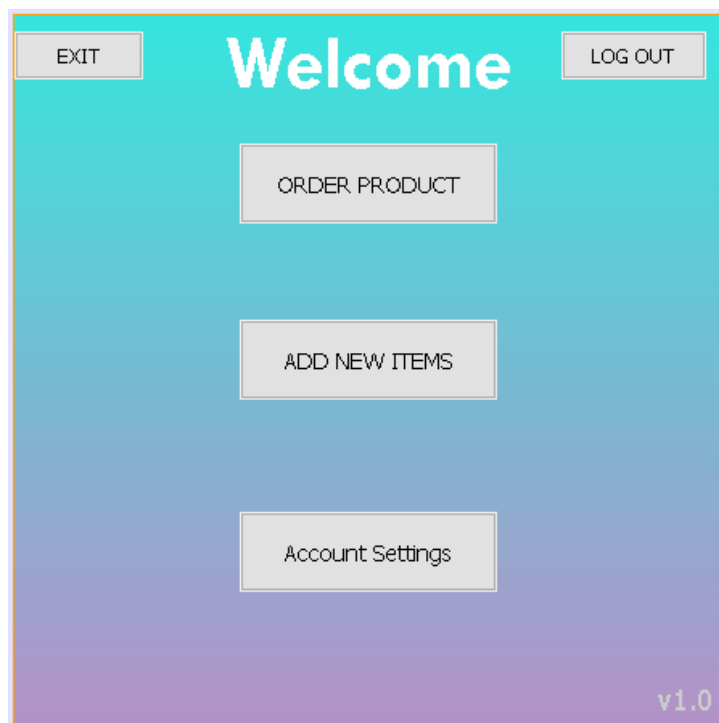 EXIT
Welcome
LOG OUT
ORDER PRODUCT
ADD NEW ITEMS
Account Settings
v1.0